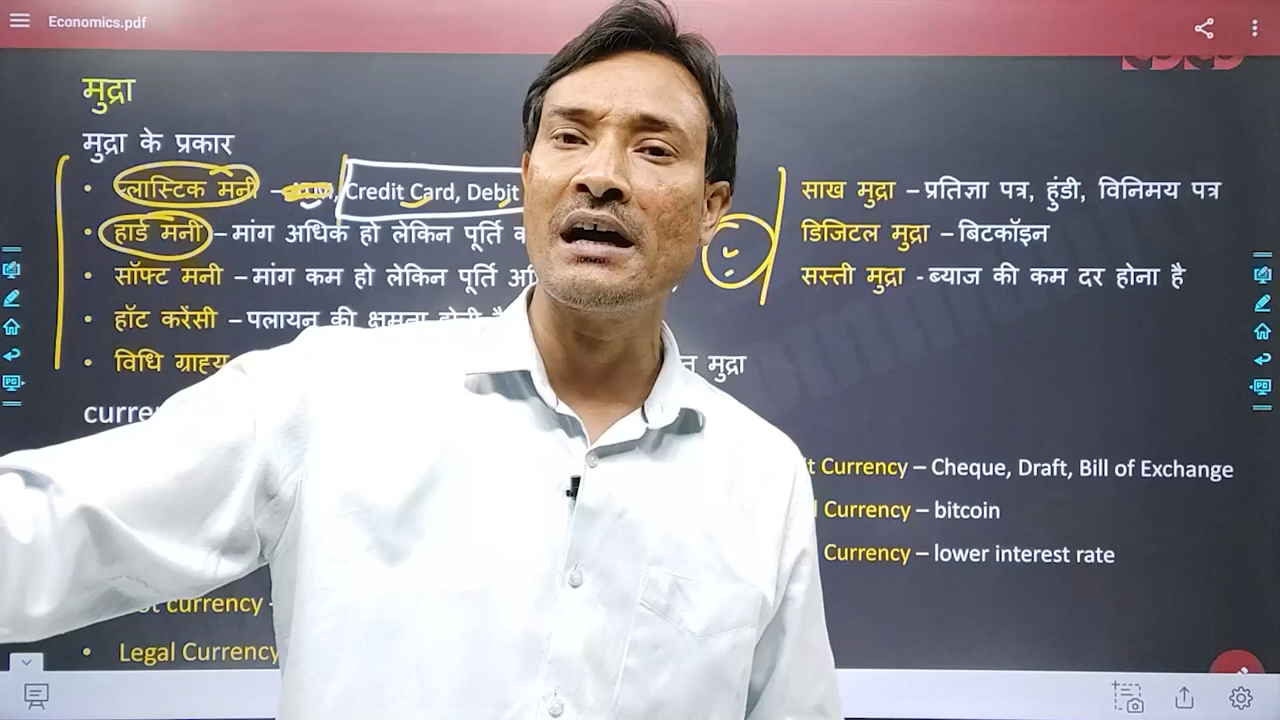 Economics.pdf
मुद्रा
मुद्रा के प्रकार
• प्लास्टिक मनी – Credit Card, Debit
• हार्ड मनी – मांग अधिक हो लेकिन पूर्ति
• सॉफ्ट मनी – मांग कम हो लेकिन पूर्ति
• हॉट करेंसी – पलायन की क्षमता होती
• विधि ग्राह्य
मुद्रा
साख मुद्रा – प्रतिज्ञा पत्र, हुंडी, विनिमय पत्र
डिजिटल मुद्रा – बिटकॉइन
सस्ती मुद्रा - ब्याज की कम दर होना है
Currency – Cheque, Draft, Bill of Exchange
Currency – bitcoin
Currency – lower interest rate
currency
• Legal Currency